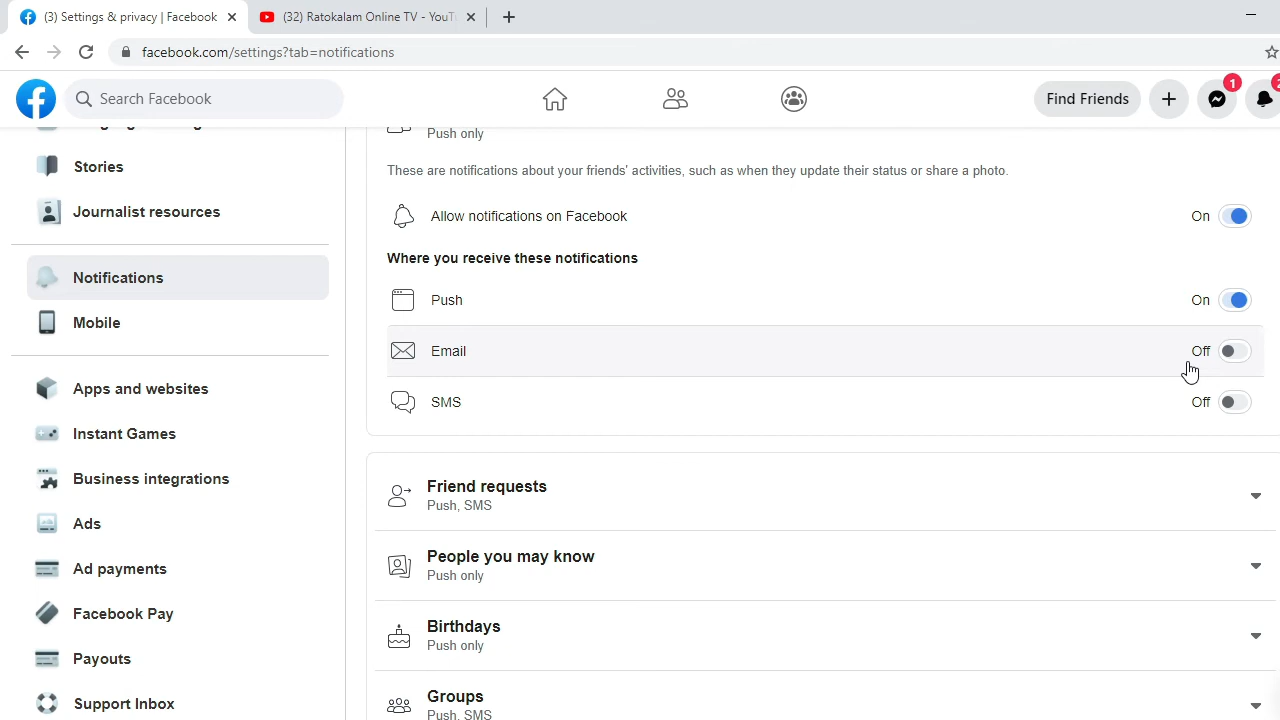 (3) Settings & privacy | Facebook
(32) Ratokalam Online TV - YouT
facebook.com/settings?tab=notifications
Search Facebook
Find Friends
1
Push only
Stories
Journalist resources
Notifications
Mobile
Apps and websites
Instant Games
Business integrations
Ads
Ad payments
Facebook Pay
Payouts
Support Inbox
These are notifications about your friends' activities, such as when they update their status or share a photo.
Allow notifications on Facebook On
Where you receive these notifications
Push On
Email Off
SMS Off
Friend requests
Push, SMS
People you may know
Push only
Birthdays
Push only
Groups
Push, SMS